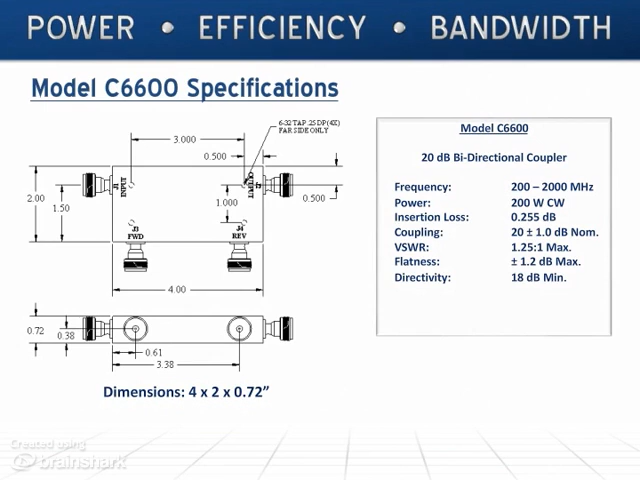 POWER • EFFICIENCY • BANDWIDTH
Model C6600 Specifications
6-32 TAP .25 DP (4X)
FAR SIDE ONLY
3.000
0.500
2.00
1.50
J1
INPUT
OUTPUT
J2
1.000
0.500
J3
FWD
J4
REV
4.00
0.72
0.38
0.61
3.38
Dimensions: 4 x 2 x 0.72”
Model C6600
20 dB Bi-Directional Coupler
Frequency: 200 – 2000 MHz
Power: 200 W CW
Insertion Loss: 0.255 dB
Coupling: 20 ± 1.0 dB Nom.
VSWR: 1.25:1 Max.
Flatness: ± 1.2 dB Max.
Directivity: 18 dB Min.
Created using
brainshark